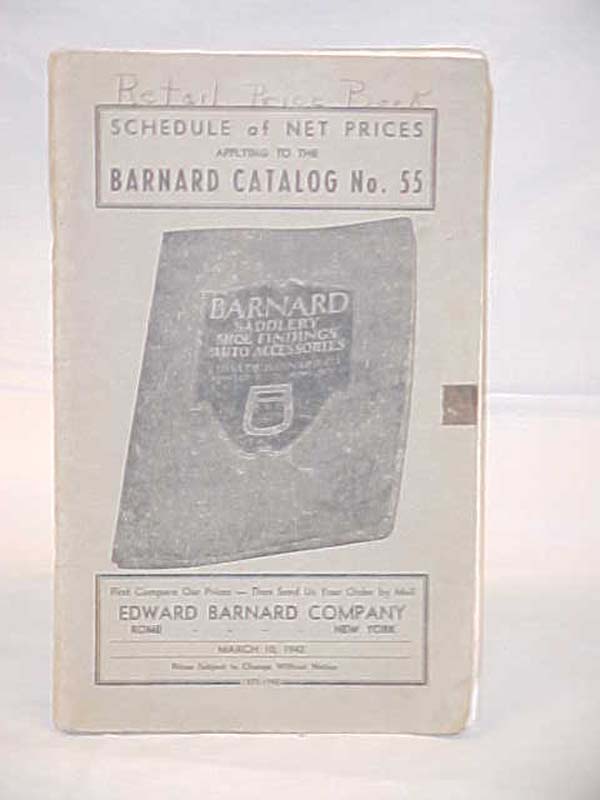 Retail Price Book
SCHEDULE of NET PRICES
APPLYING TO THE
BARNARD CATALOG No. 55
BARNARD
SADDLERY
SHOE FINDINGS
AUTO ACCESSORIES
First Compare Our Prices — Then Send Us Your Order by Mail
EDWARD BARNARD COMPANY
ROME - - - - NEW YORK
MARCH 10, 1942
Prices Subject to Change Without Notice